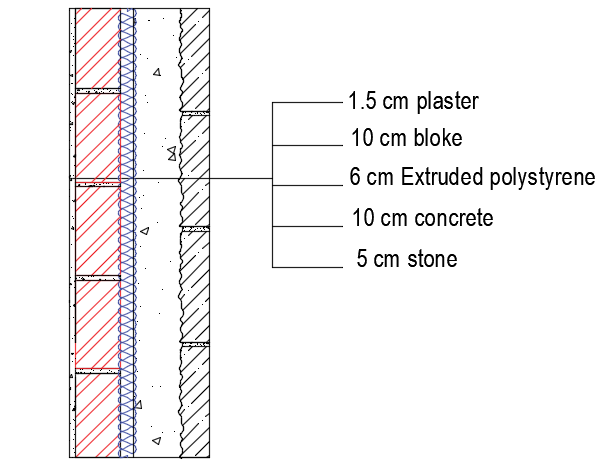 1.5 cm plaster
10 cm bloke
6 cm Extruded polystyrene
10 cm concrete
5 cm stone